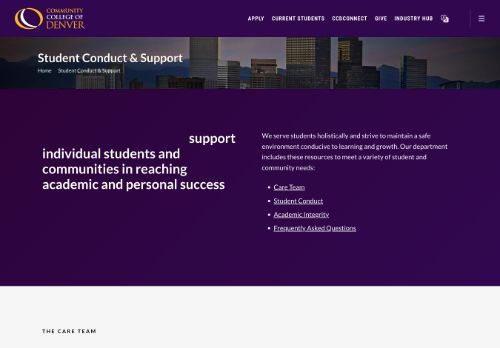 COMMUNITY
COLLEGE OF
DENVER
APPLY CURRENT STUDENTS CCDCONNECT GIVE INDUSTRY HUB
Student Conduct & Support
Home Student Conduct & Support
support
individual students and
communities in reaching
academic and personal success
We serve students holistically and strive to maintain a safe
environment conducive to learning and growth. Our department
includes these resources to meet a variety of student and
community needs:
Care Team
Student Conduct
Academic Integrity
Frequently Asked Questions
THE CARE TEAM